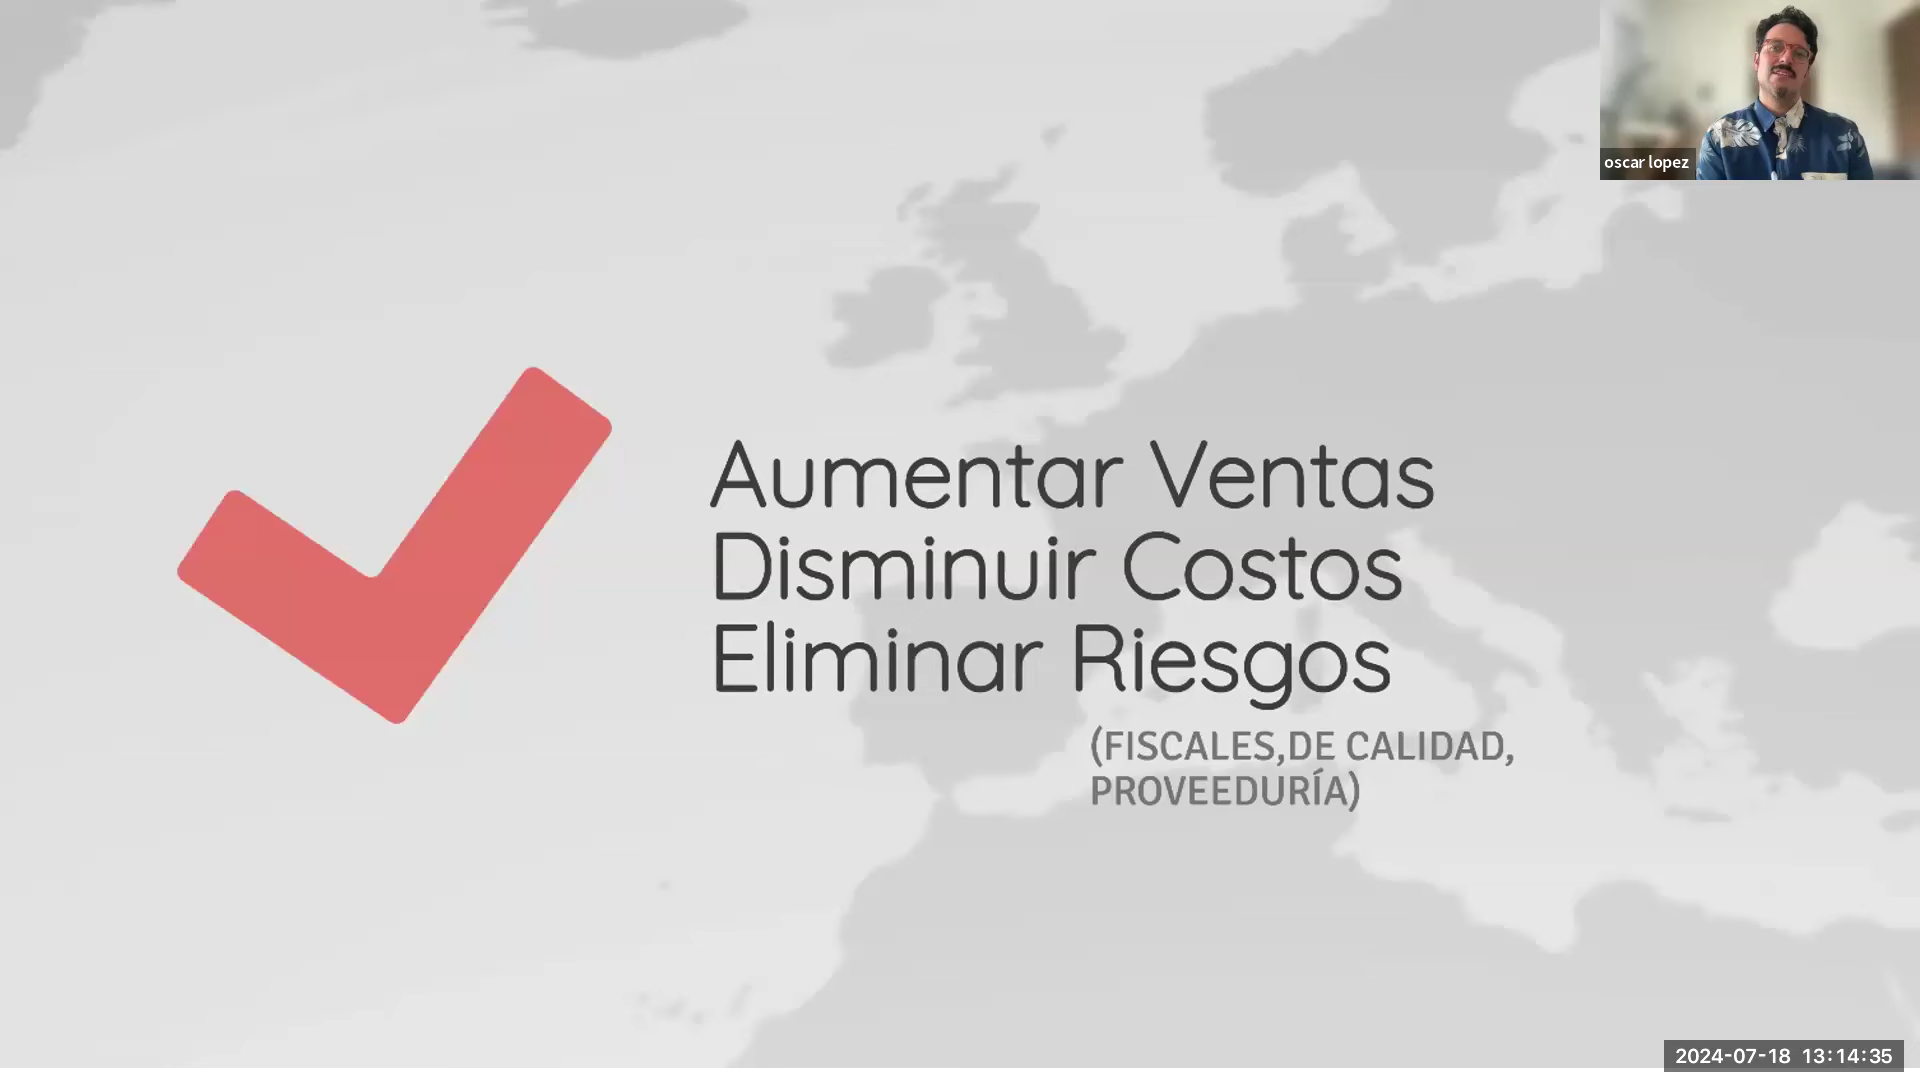 oscar lopez
Aumentar Ventas
Disminuir Costos
Eliminar Riesgos
(FISCALES,DE CALIDAD,
PROVEEDURÍA)
2024-07-18 13:14:35